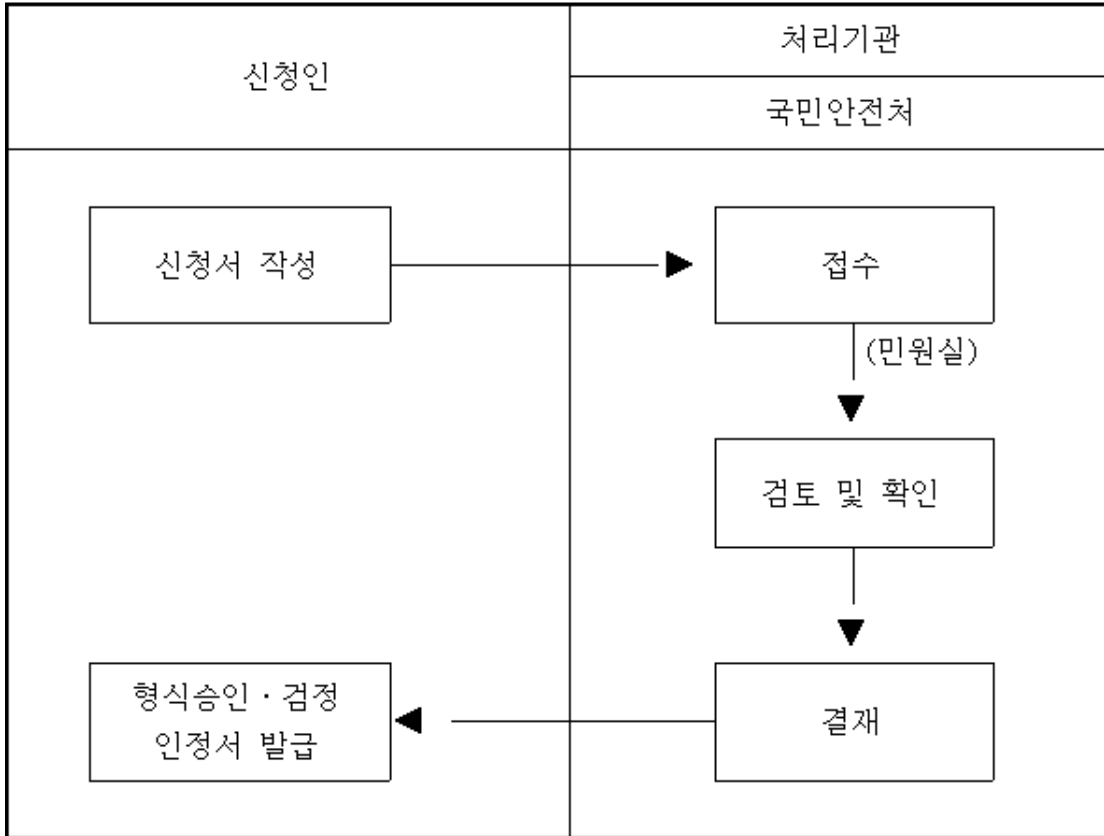 신청인
처리기관
국민안전처
신청서 작성
접수
(민원실)
검토 및 확인
결재
형식승인·검정
인정서 발급